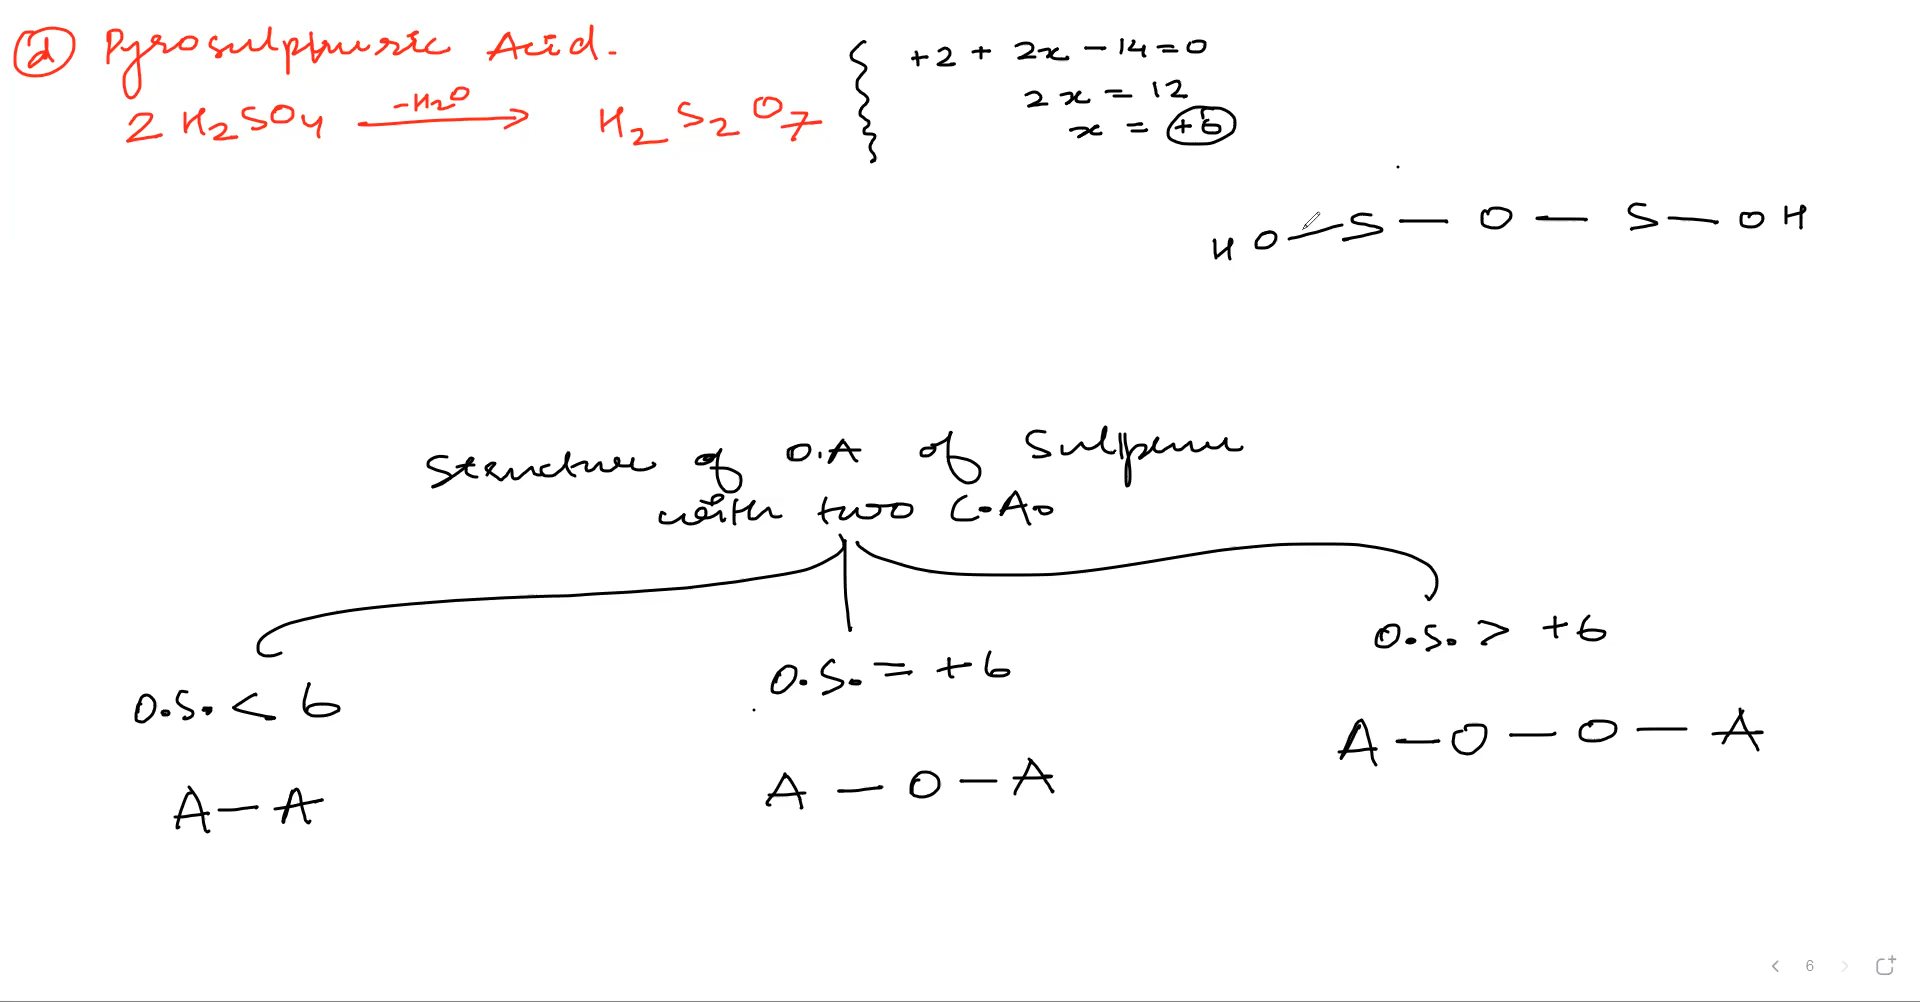 (d) Pyrosulphuric Acid.
2 H2SO4 -H2O → H2S2O7
+2 + 2x - 14 = 0
2x = 12
x = +6
HO — S — O — S — OH
Structure of O.A of Sulphur
with two C.A.
O.S. < 6
O.S. = +6
O.S. > +6
A — A
A — O — A
A — O — O — A
6